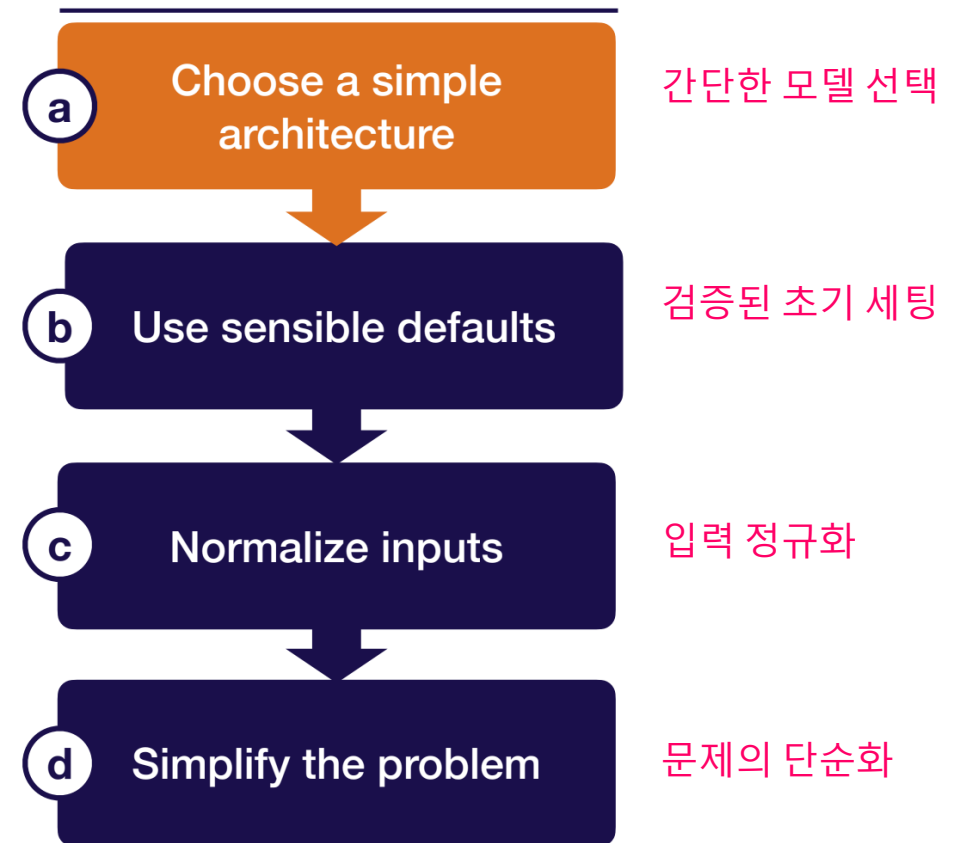 a
Choose a simple
architecture
간단한 모델 선택
b
Use sensible defaults
검증된 초기 세팅
c
Normalize inputs
입력 정규화
d
Simplify the problem
문제의 단순화